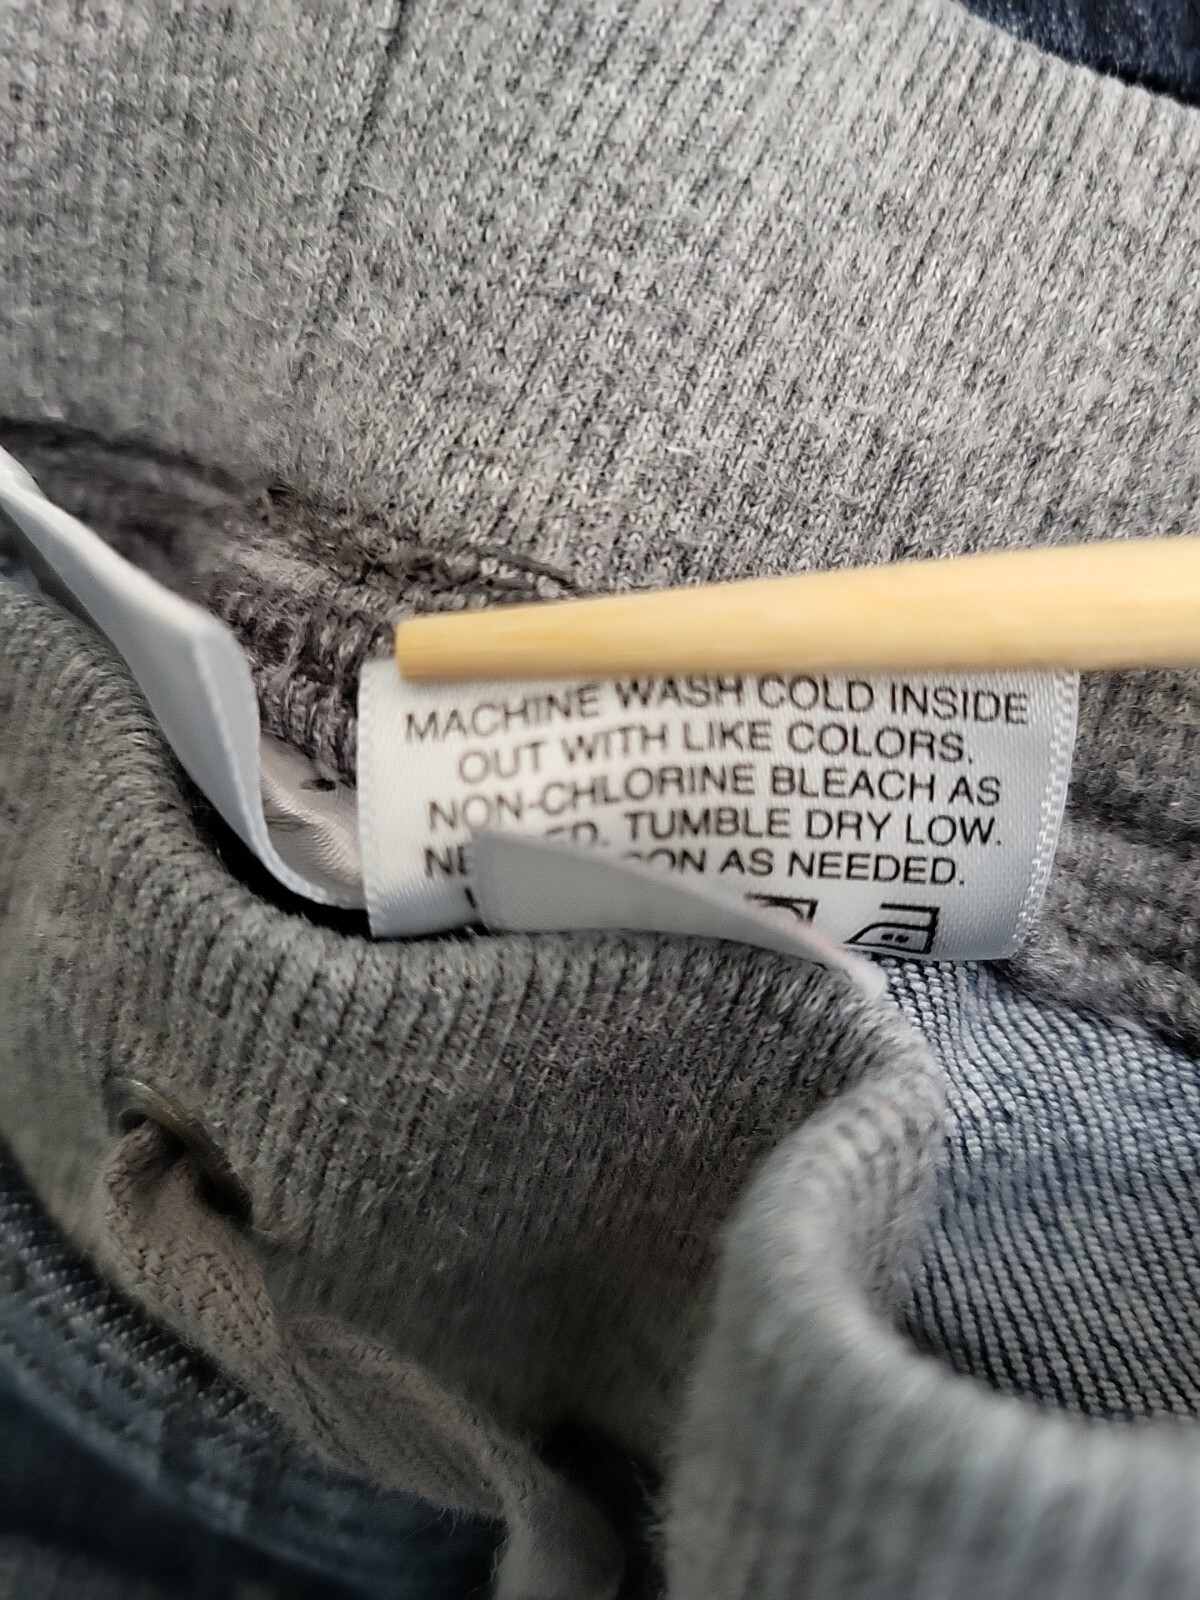 MACHINE WASH COLD INSIDE
OUT WITH LIKE COLORS.
NON-CHLORINE BLEACH AS
TUMBLE DRY LOW.
AS NEEDED.